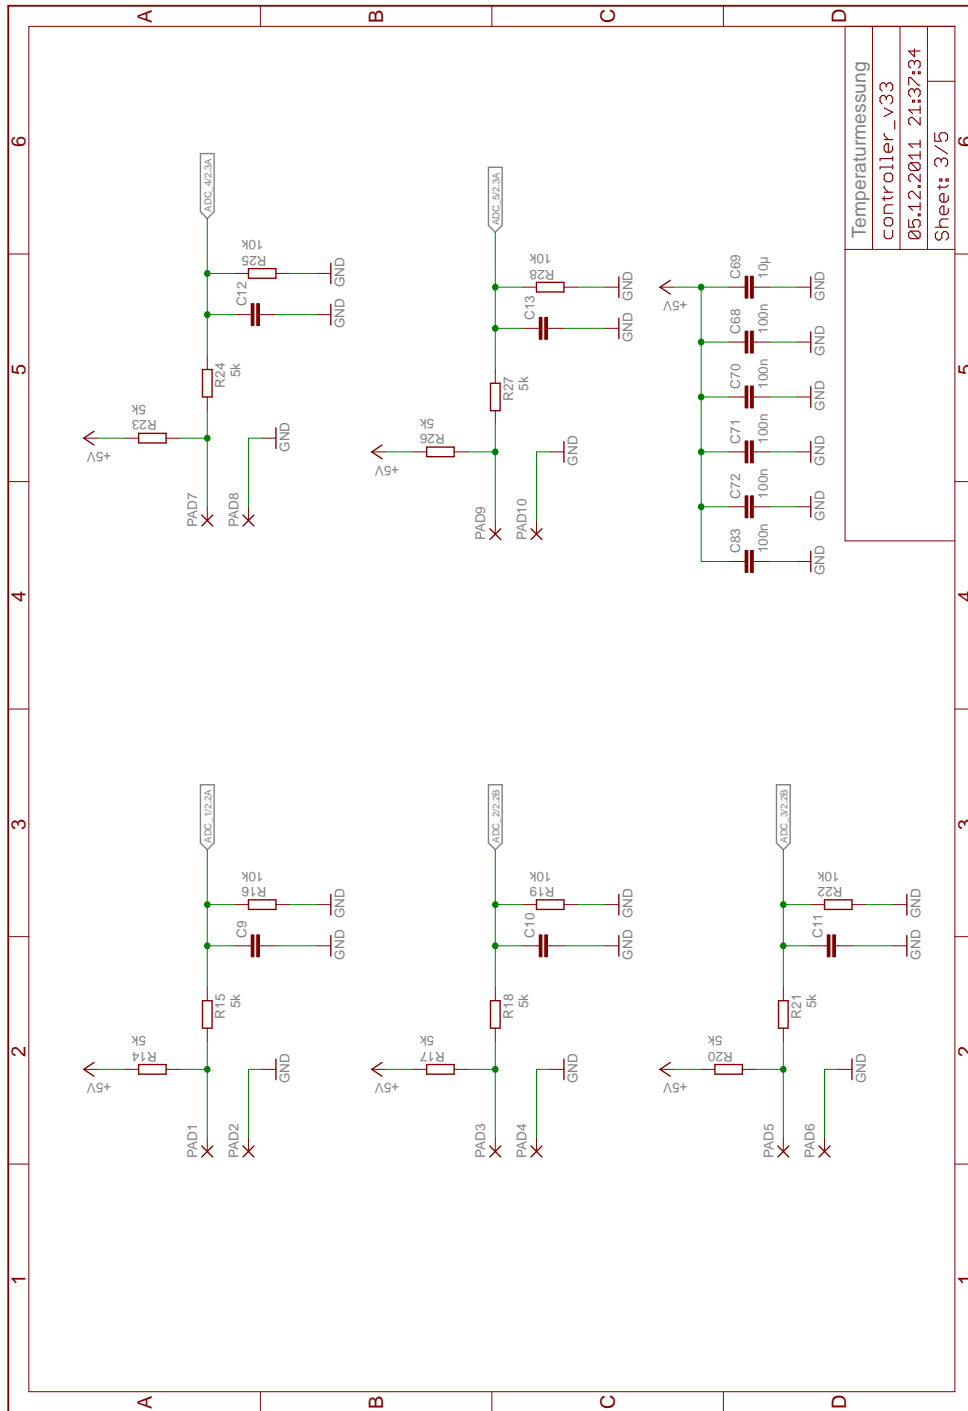 A
B
C
D
6
5
4
3
2
1
6
5
4
3
2
1
A
B
C
D
+5V
R14
5k
PAD1
PAD2
GND
R15
5k
C9
GND
R16
10k
GND
ADC_1/2.2A
+5V
R17
5k
PAD3
PAD4
GND
R18
5k
C10
GND
R19
10k
GND
ADC_2/2.2B
+5V
R20
5k
PAD5
PAD6
GND
R21
5k
C11
GND
R22
10k
GND
ADC_3/2.2B
+5V
R23
5k
PAD7
PAD8
GND
R24
5k
C12
GND
R25
10k
GND
ADC_4/2.3A
+5V
R26
5k
PAD9
PAD10
GND
R27
5k
C13
GND
R28
10k
GND
ADC_5/2.3A
+5V
C83
100n
GND
C72
100n
GND
C71
100n
GND
C70
100n
GND
C68
100n
GND
C69
10µ
GND
Temperaturmessung
controller_v33
05.12.2011 21:37:34
Sheet: 3/5